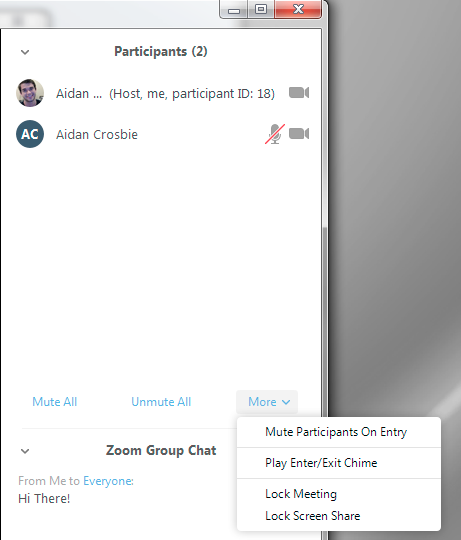 Participants (2)
Aidan ... (Host, me, participant ID: 18)
AC Aidan Crosbie
Mute All Unmute All More
Mute Participants On Entry
Play Enter/Exit Chime
Lock Meeting
Lock Screen Share
Zoom Group Chat
From Me to Everyone:
Hi There!